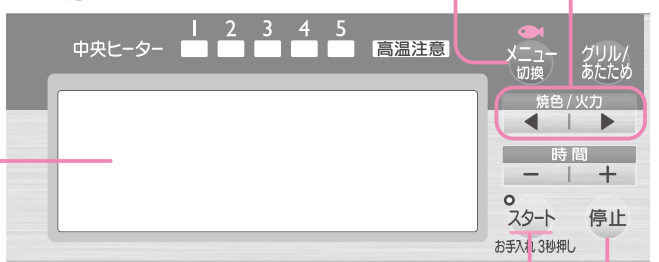 1 2 3 4 5
中央ヒーター
高温注意
メニュー
切換
グリル/
あたため
焼色/火力
時間
− +
スタート
停止
お手入れ3秒押し